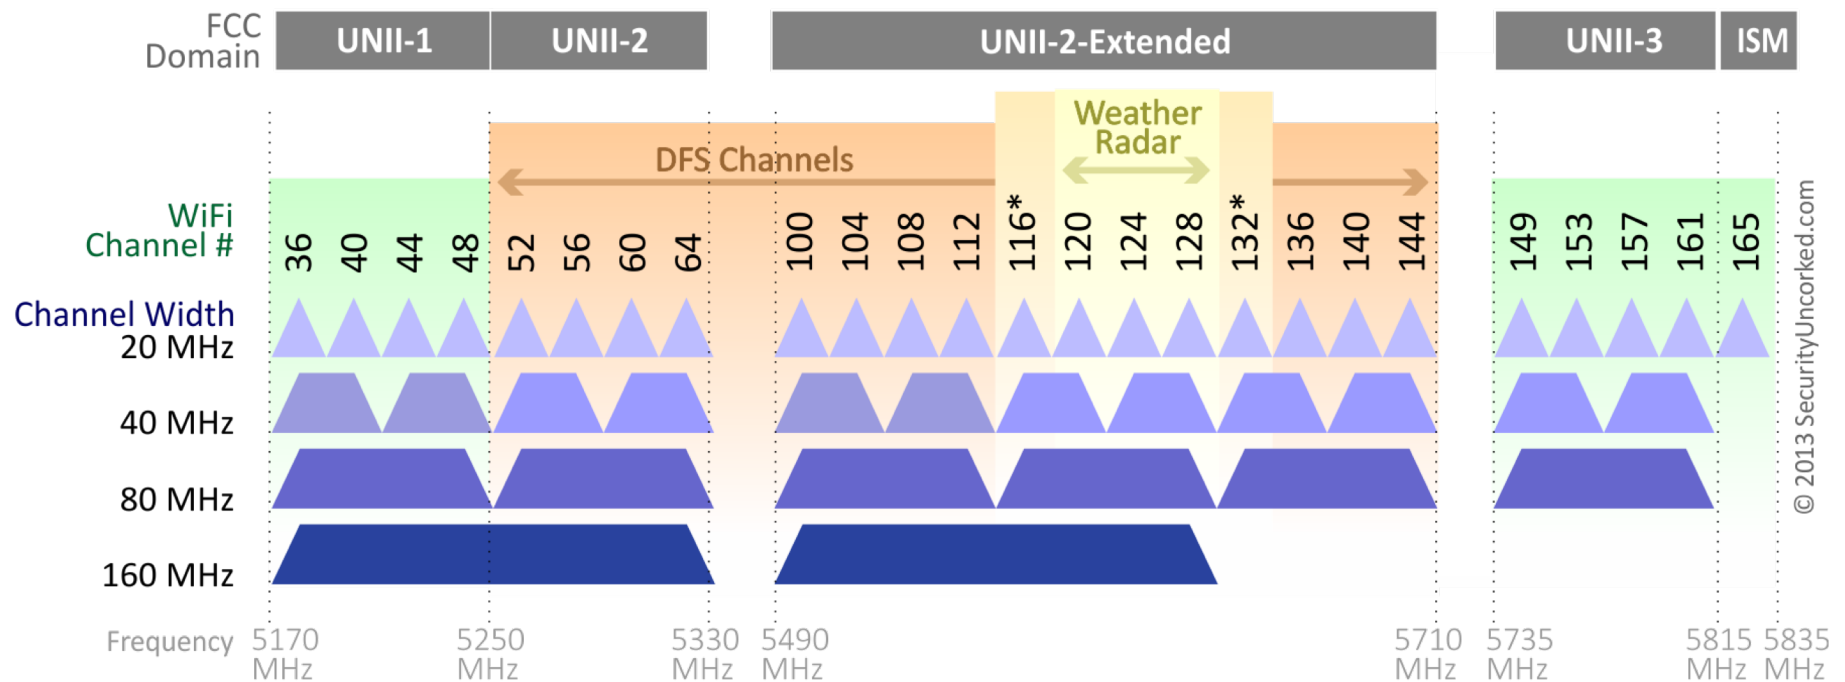 FCC
Domain
UNII-1
UNII-2
UNII-2-Extended
UNII-3
ISM
Weather
Radar
DFS Channels
WiFi
Channel #
36
40
44
48
52
56
60
64
100
104
108
112
116*
120
124
128
132*
136
140
144
149
153
157
161
165
Channel Width
20 MHz
40 MHz
80 MHz
160 MHz
Frequency
5170
MHz
5250
MHz
5330
MHz
5490
MHz
5710
MHz
5735
MHz
5815
MHz
5835
MHz
© 2013 SecurityUncorked.com